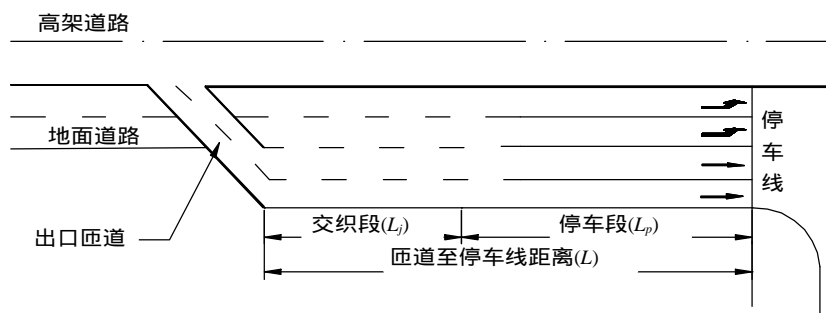 高架道路
地面道路
停
车
线
出口匝道
交织段(Lj)
停车段(Lp)
匝道至停车线距离(L)